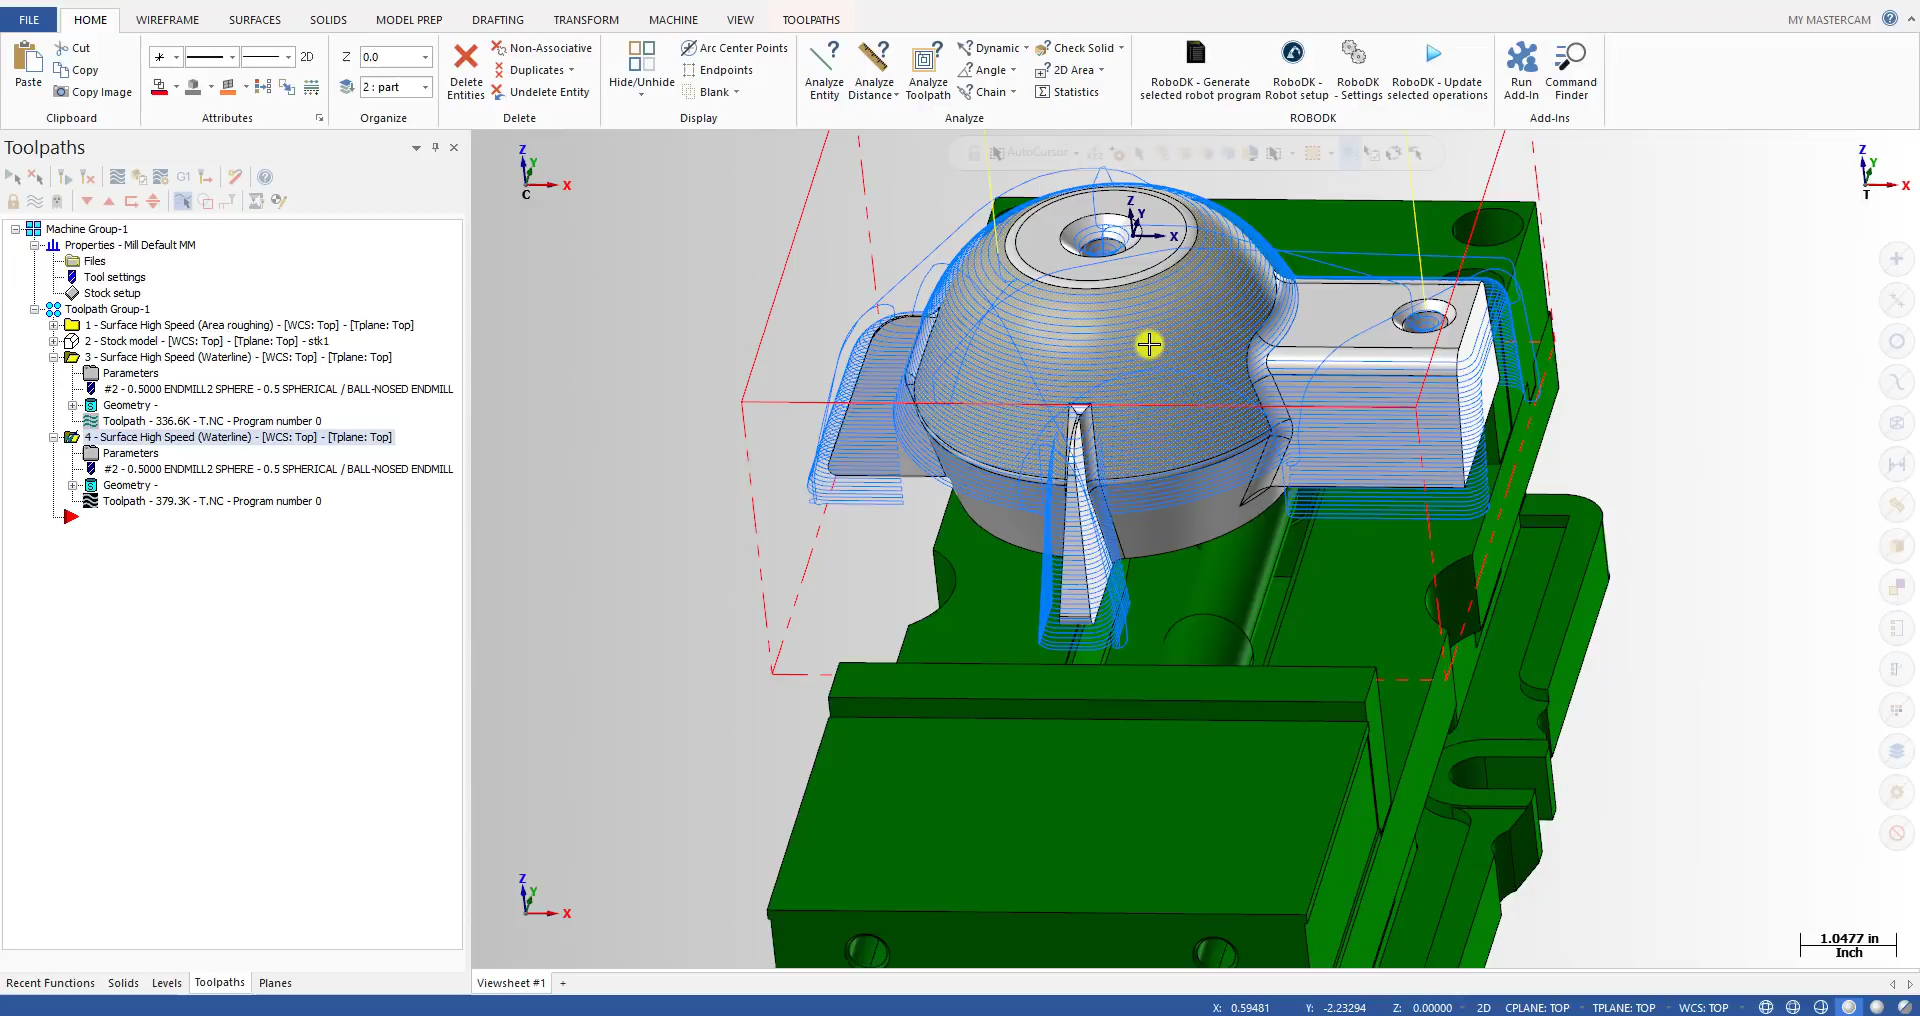 FILE HOME WIREFRAME SURFACES SOLIDS MODEL PREP DRAFTING TRANSFORM MACHINE VIEW TOOLPATHS MY MASTERCAM
Paste
Cut
Copy
Copy Image
Clipboard
2D
Attributes
Z 0.0
2 : part
Organize
Delete Entities
Non-Associative
Duplicates
Undelete Entity
Delete
Hide/Unhide
Arc Center Points
Endpoints
Blank
Display
Analyze Entity
Analyze Distance
Analyze Toolpath
Dynamic
Angle
Chain
Check Solid
2D Area
Statistics
Analyze
RoboDK - Generate selected robot program
RoboDK - Robot setup
RoboDK - Settings
RoboDK - Update selected operations
ROBODK
Run Add-In
Command Finder
Add-Ins
Toolpaths
G1
Machine Group-1
Properties - Mill Default MM
Files
Tool settings
Stock setup
Toolpath Group-1
1 - Surface High Speed (Area roughing) - [WCS: Top] - [Tplane: Top]
2 - Stock model - [WCS: Top] - [Tplane: Top] - stk1
3 - Surface High Speed (Waterline) - [WCS: Top] - [Tplane: Top]
Parameters
#2 - 0.5000 ENDMILL2 SPHERE - 0.5 SPHERICAL / BALL-NOSED ENDMILL
Geometry -
Toolpath - 336.6K - T.NC - Program number 0
4 - Surface High Speed (Waterline) - [WCS: Top] - [Tplane: Top]
Parameters
#2 - 0.5000 ENDMILL2 SPHERE - 0.5 SPHERICAL / BALL-NOSED ENDMILL
Geometry -
Toolpath - 379.3K - T.NC - Program number 0
AutoCursor
Z
Y
X
C
Z
Y
X
T
Z
Y
X
Z
Y
X
1.0477 in
Inch
Recent Functions Solids Levels Toolpaths Planes
Viewsheet #1 +
X: 0.59481 Y: -2.23294 Z: 0.00000 2D CPLANE: TOP TPLANE: TOP WCS: TOP